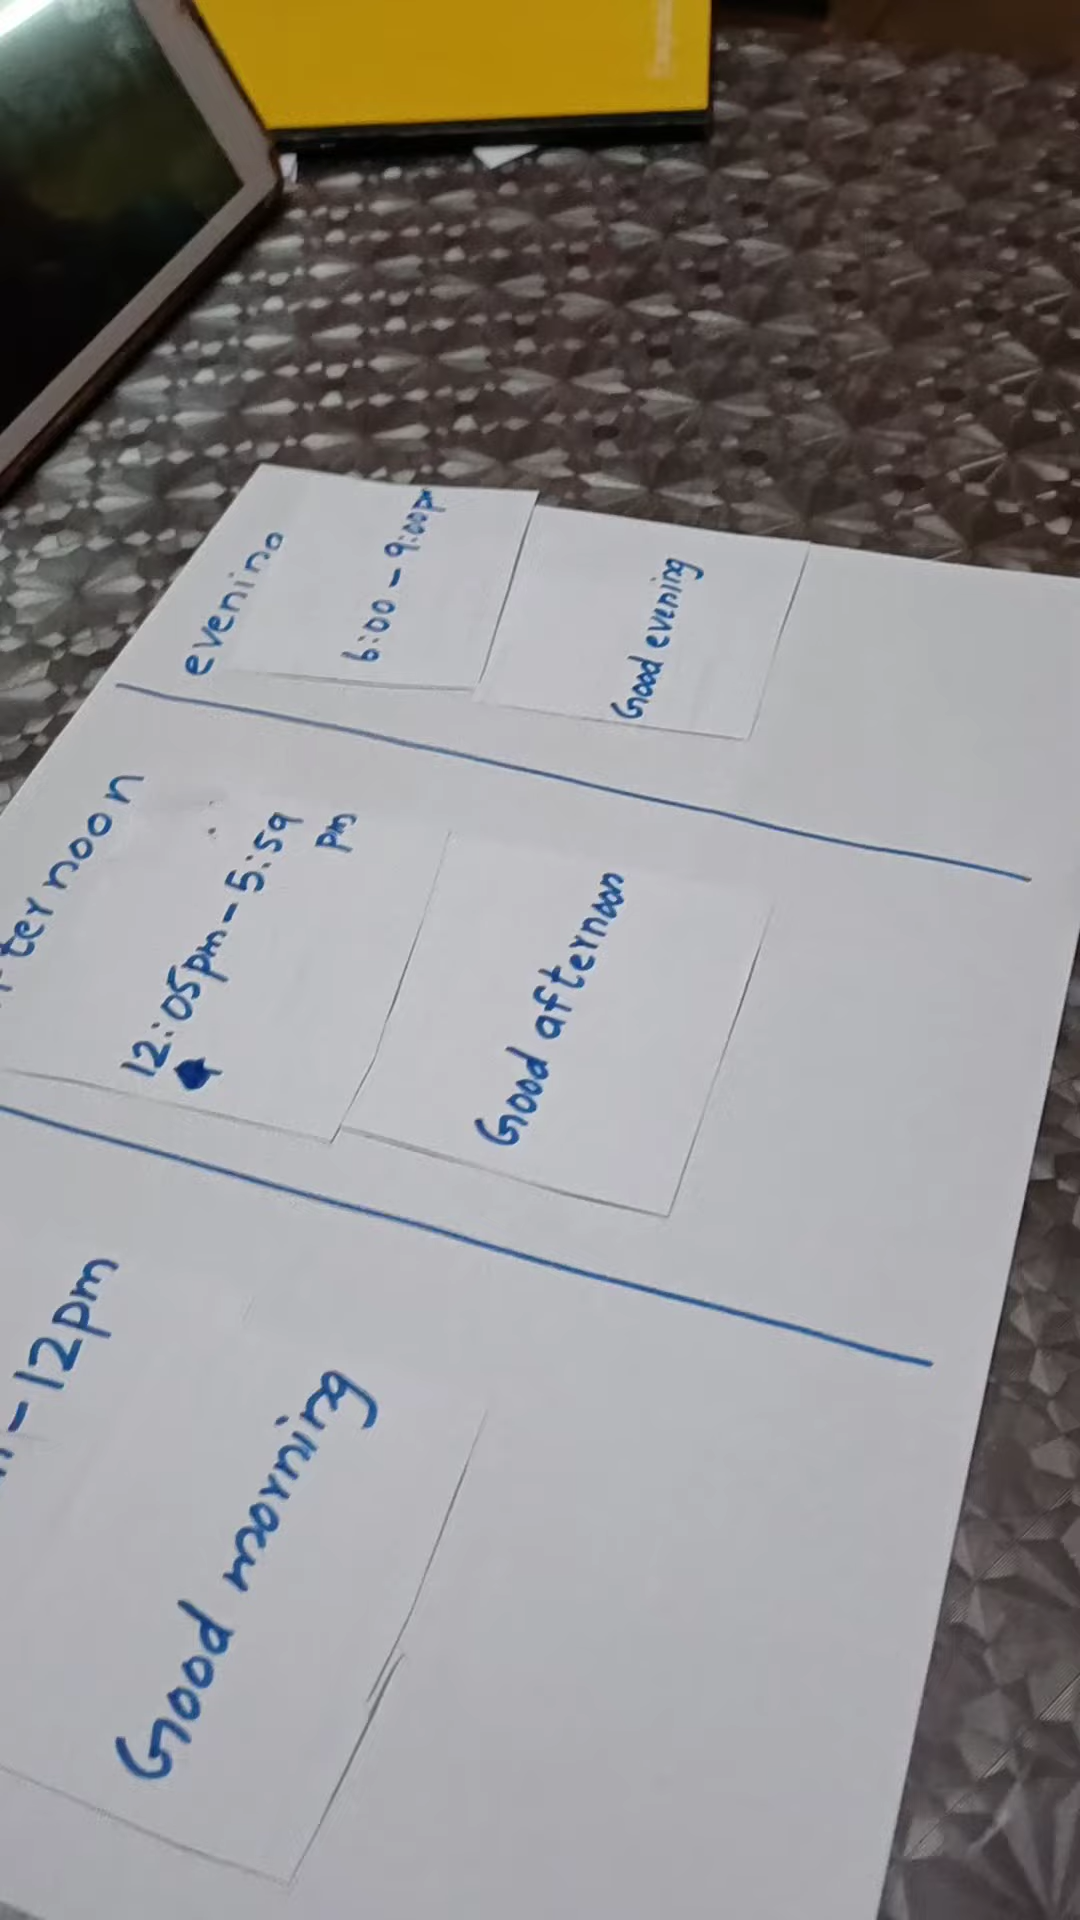 - 12pm
Good morning
ternoon
12:05pm - 5:59
pm
Good afternoon
evening
6:00 - 9:00pm
Good evening